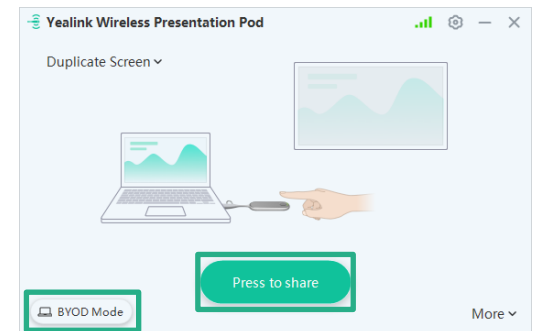 Yealink Wireless Presentation Pod
Duplicate Screen
Press to share
BYOD Mode
More